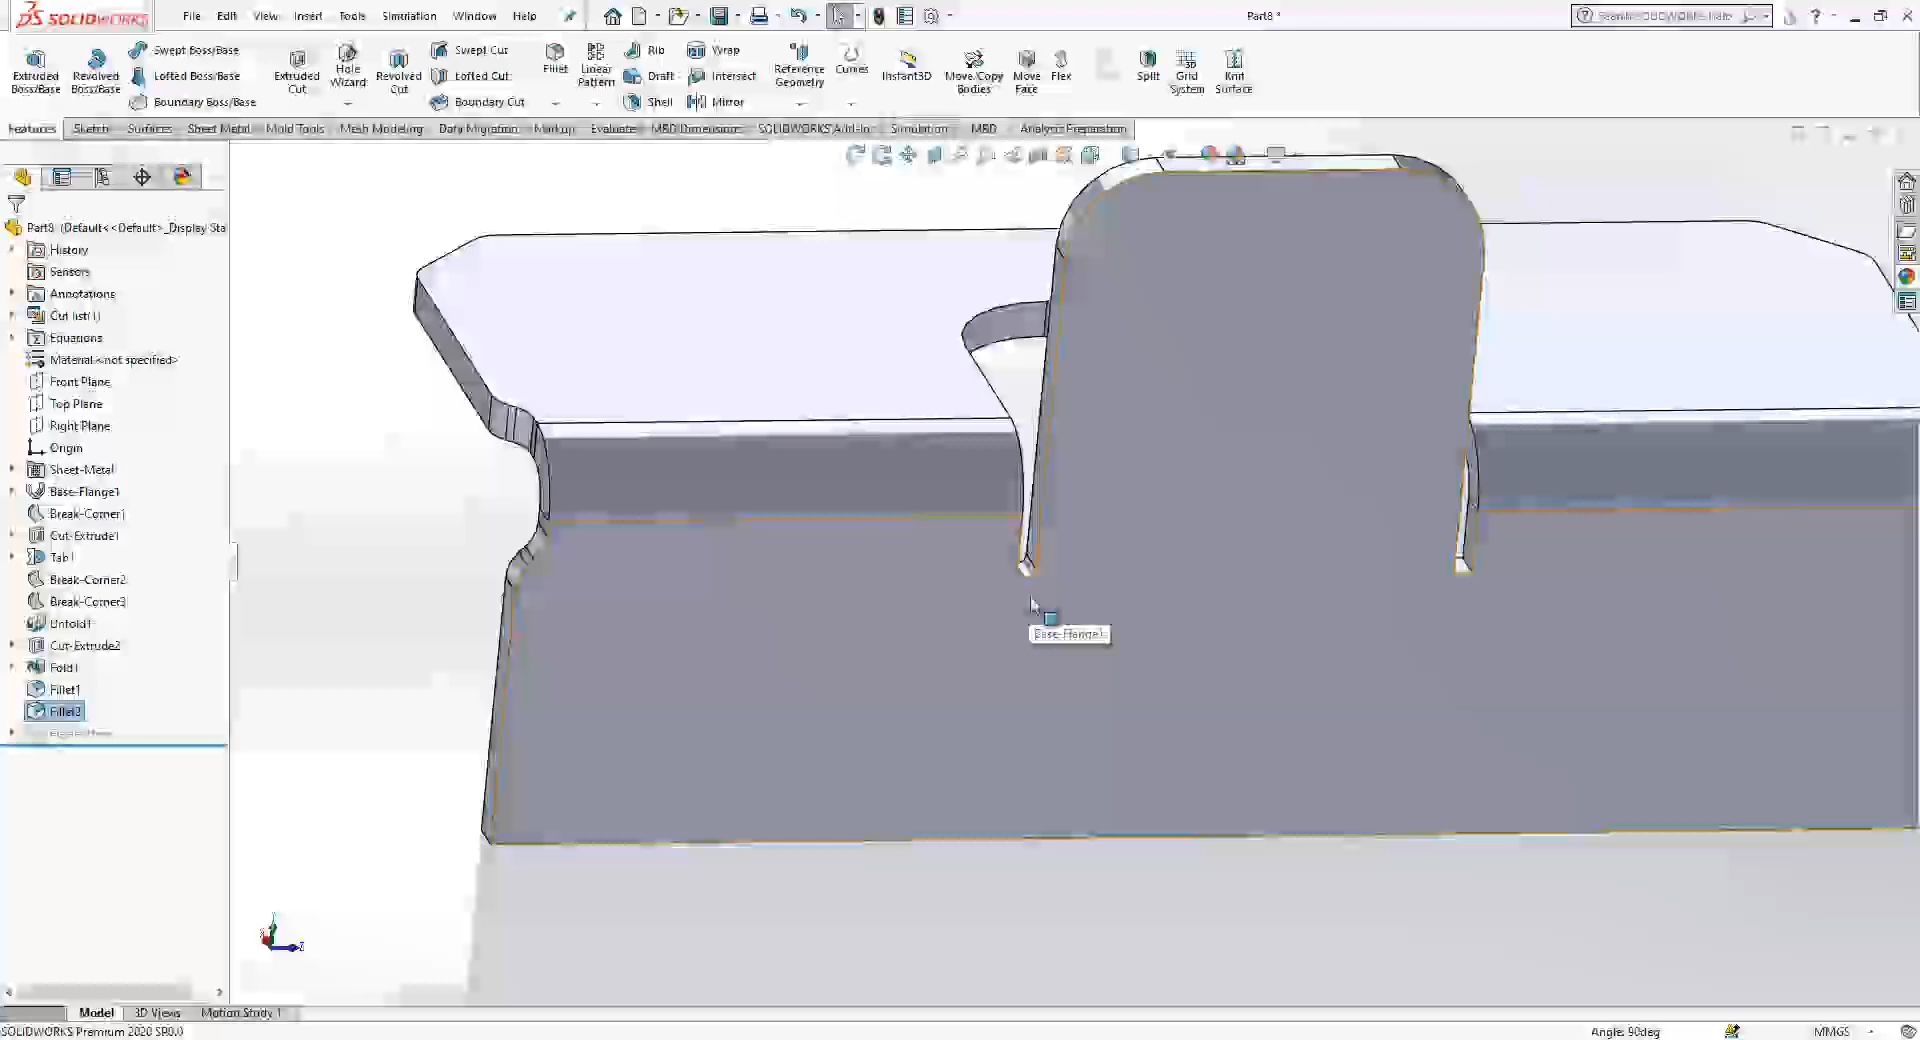 SOLIDWORKS File Edit View Insert Tools Simulation Window Help Part8 *
Extruded Boss/Base
Revolved Boss/Base
Swept Boss/Base
Lofted Boss/Base
Boundary Boss/Base
Extruded Cut
Hole Wizard
Revolved Cut
Swept Cut
Lofted Cut
Boundary Cut
Fillet
Linear Pattern
Rib
Draft
Shell
Wrap
Intersect
Mirror
Reference Geometry
Curves
Instant3D
Move/Copy Bodies
Move Face
Flex
Split
Grid System
Knit Surface
Features Sketch Surfaces Sheet Metal Mold Tools Mesh Modeling Data Migration Markup Evaluate MBD Dimensions SOLIDWORKS Add-Ins Simulation MBD Analysis Preparation
Part8 (Default<<Default>_Display Sta
History
Sensors
Annotations
Cut list(1)
Equations
Material <not specified>
Front Plane
Top Plane
Right Plane
Origin
Sheet-Metal
Base-Flange1
Break-Corner1
Cut-Extrude1
Tab1
Break-Corner2
Break-Corner3
Unfold1
Cut-Extrude2
Fold1
Fillet1
Fillet3
Base-Flange1
Z
Model 3D Views Motion Study 1
SOLIDWORKS Premium 2020 SP0.0 Angle: 90deg MMGS